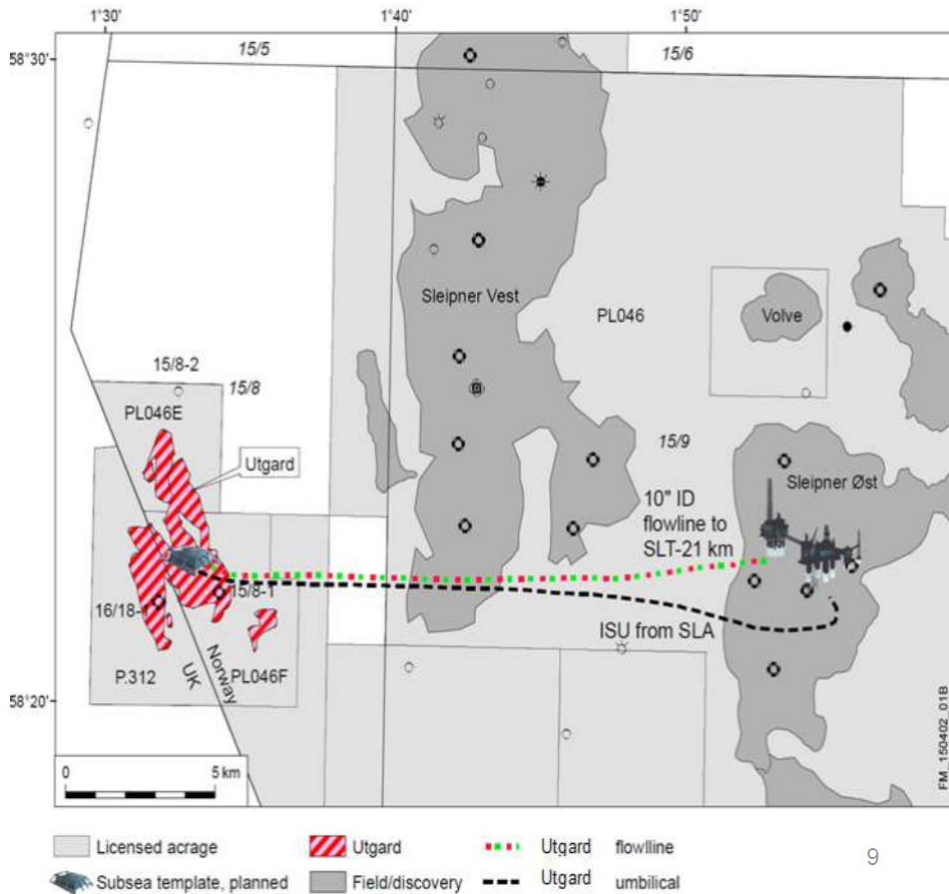 1°30'
1°40'
1°50'
58°30'
15/5
15/6
Sleipner Vest
PL046
Volve
15/8-2
15/8
PL046E
Utgard
15/9
10" ID
flowline to
SLT-21 km
Sleipner Øst
15/8-1
16/18-
ISU from SLA
P.312
UK
Norway
PL046F
58°20'
0
5 km
FM_150402_01B
Licensed acrage
Utgard
Utgard flowlline
Subsea template, planned
Field/discovery
Utgard umbilical
9